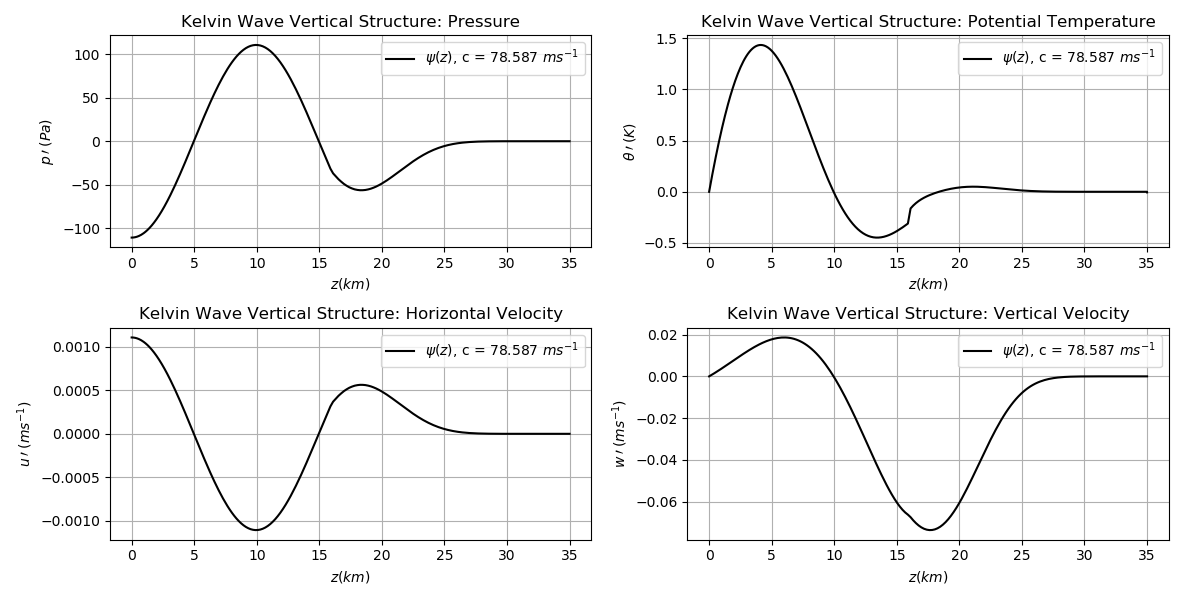 Kelvin Wave Vertical Structure: Pressure
ψ(z), c = 78.587 ms⁻¹
p′ (Pa)
100
50
0
−50
−100
0 5 10 15 20 25 30 35
z(km)
Kelvin Wave Vertical Structure: Potential Temperature
ψ(z), c = 78.587 ms⁻¹
θ′ (K)
1.5
1.0
0.5
0.0
−0.5
0 5 10 15 20 25 30 35
z(km)
Kelvin Wave Vertical Structure: Horizontal Velocity
ψ(z), c = 78.587 ms⁻¹
u′ (ms⁻¹)
0.0010
0.0005
0.0000
−0.0005
−0.0010
0 5 10 15 20 25 30 35
z(km)
Kelvin Wave Vertical Structure: Vertical Velocity
ψ(z), c = 78.587 ms⁻¹
w′ (ms⁻¹)
0.02
0.00
−0.02
−0.04
−0.06
0 5 10 15 20 25 30 35
z(km)